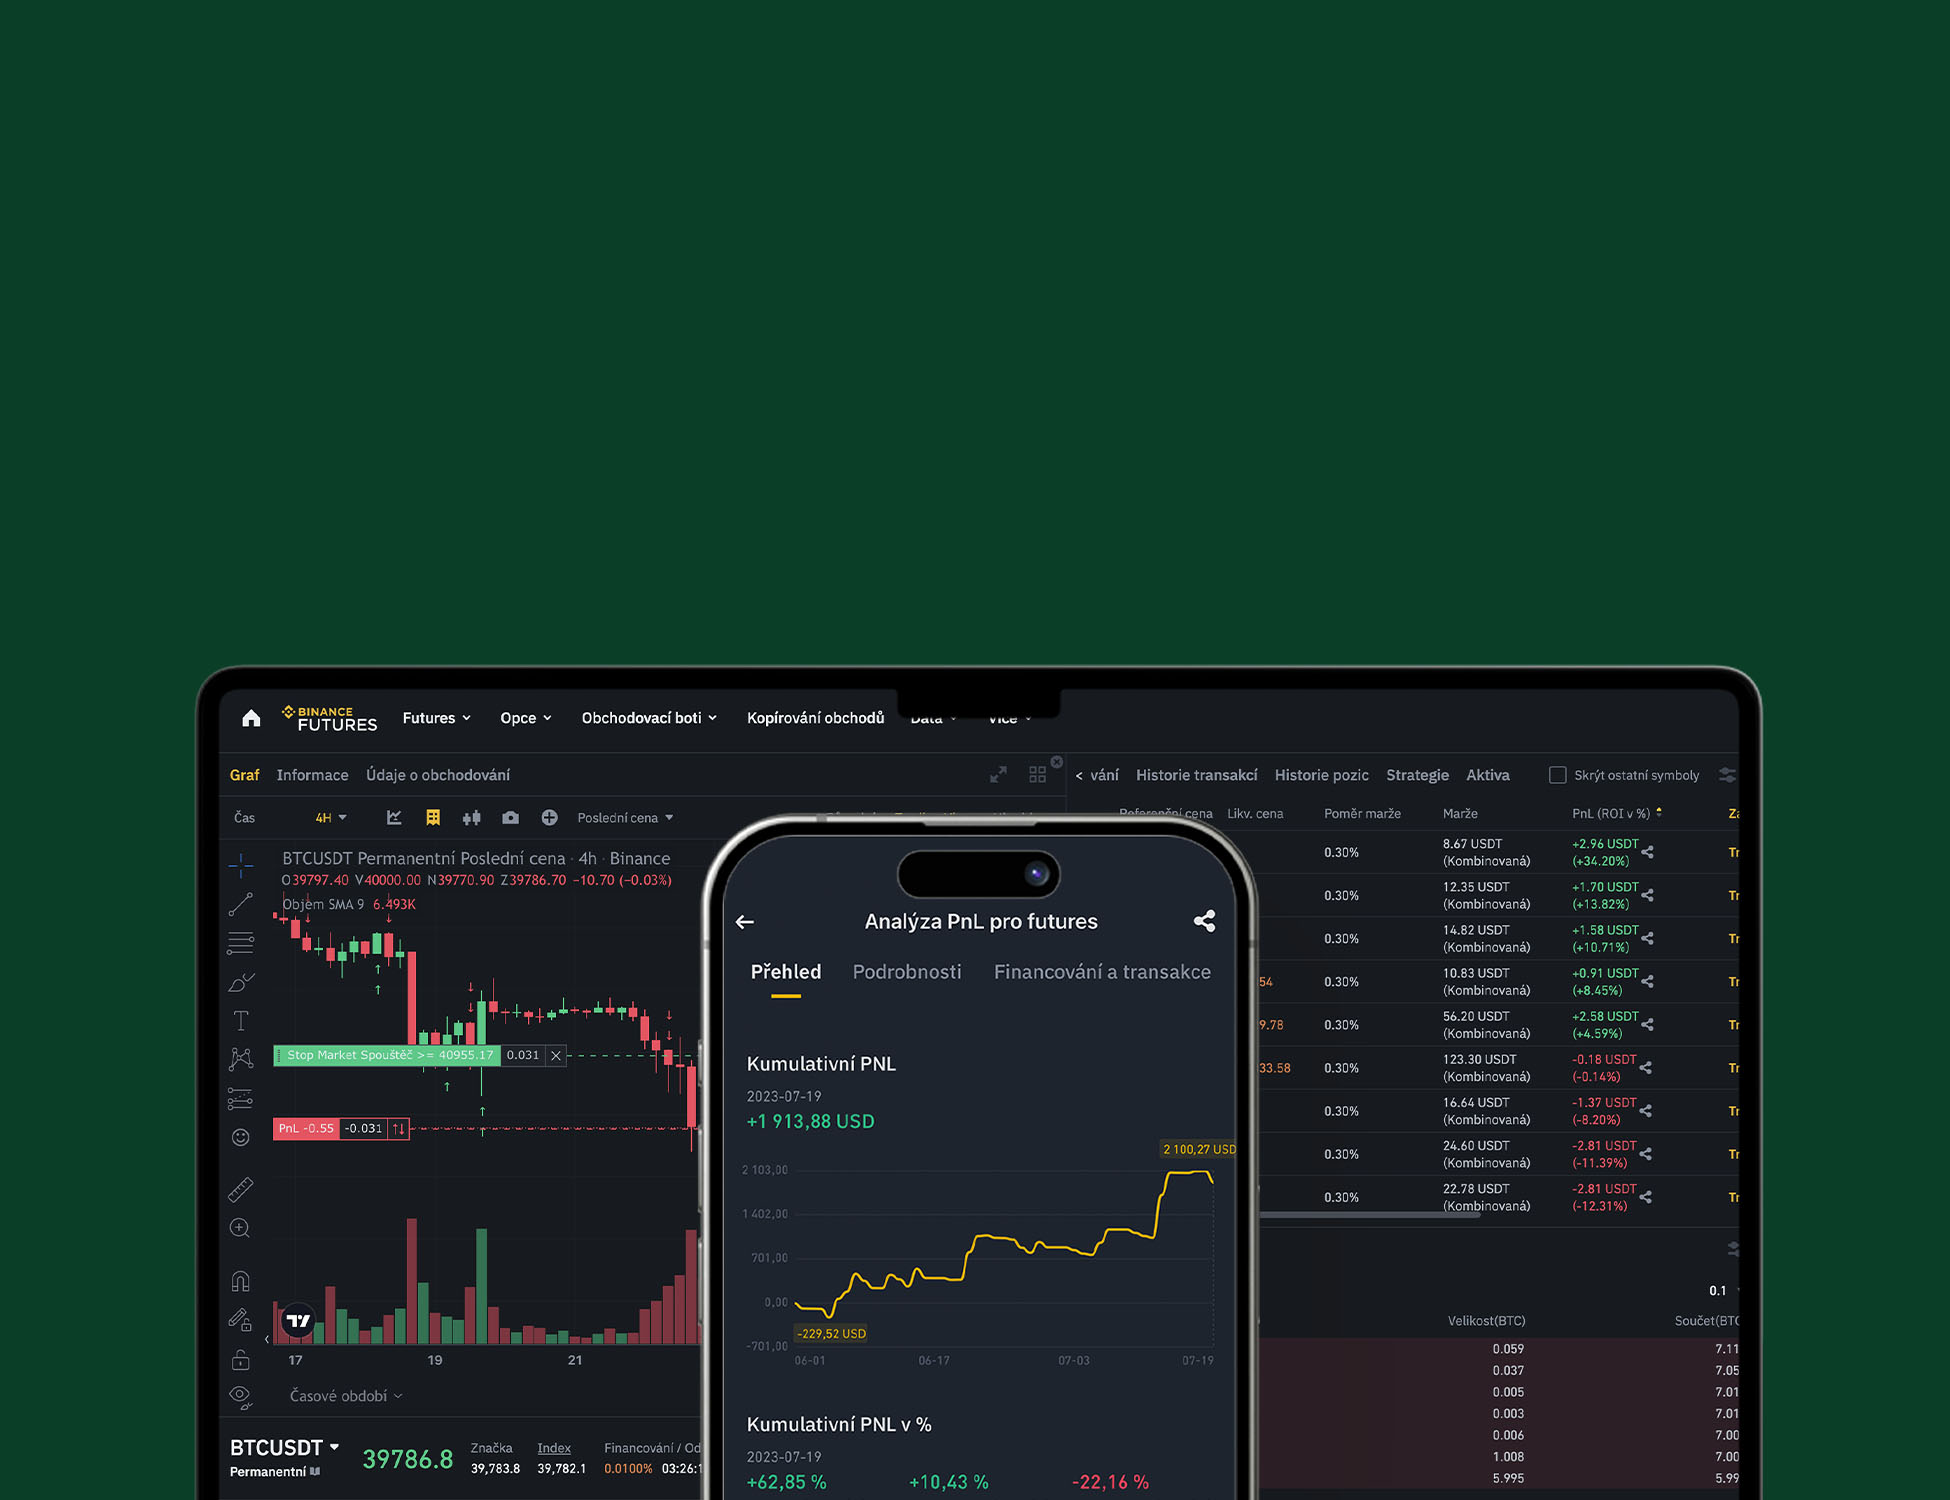 BINANCE
FUTURES
Futures
Opce
Obchodovací boti
Kopírování obchodů
Data
Více
Graf
Informace
Údaje o obchodování
< vání
Historie transakcí
Historie pozic
Strategie
Aktiva
Skrýt ostatní symboly
Čas
4H
Poslední cena
Referenční cena
Likv. cena
Poměr marže
Marže
PnL (ROI v %)
BTCUSDT Permanentní Poslední cena · 4h · Binance
O39797.40 V40000.00 N39770.90 Z39786.70 −10.70 (−0.03%)
Objem SMA 9 6.493K
Stop Market Spouštěč >= 40955.17
0.031
PnL -0.55
-0.031
17
19
21
Časové období
BTCUSDT
Permanentní
39786.8
Značka
39,783.8
Index
39,782.1
Financování / Od
0.0100%
03:26:1
Analýza PnL pro futures
Přehled
Podrobnosti
Financování a transakce
Kumulativní PNL
2023-07-19
+1 913,88 USD
2 100,27 USD
2 103,00
1 402,00
701,00
0,00
-701,00
-229,52 USD
06-01
06-17
07-03
07-19
Kumulativní PNL v %
2023-07-19
+62,85 %
+10,43 %
-22,16 %
0.30%
8.67 USDT
(Kombinovaná)
+2.96 USDT
(+34.20%)
Tr
0.30%
12.35 USDT
(Kombinovaná)
+1.70 USDT
(+13.82%)
Tr
0.30%
14.82 USDT
(Kombinovaná)
+1.58 USDT
(+10.71%)
Tr
54
0.30%
10.83 USDT
(Kombinovaná)
+0.91 USDT
(+8.45%)
Tr
9.78
0.30%
56.20 USDT
(Kombinovaná)
+2.58 USDT
(+4.59%)
Tr
33.58
0.30%
123.30 USDT
(Kombinovaná)
-0.18 USDT
(-0.14%)
Tr
0.30%
16.64 USDT
(Kombinovaná)
-1.37 USDT
(-8.20%)
Tr
0.30%
24.60 USDT
(Kombinovaná)
-2.81 USDT
(-11.39%)
Tr
0.30%
22.78 USDT
(Kombinovaná)
-2.81 USDT
(-12.31%)
Tr
0.1
Velikost(BTC)
Součet(BTC
0.059
7.11
0.037
7.05
0.005
7.01
0.003
7.01
0.006
7.00
1.008
7.00
5.995
5.99